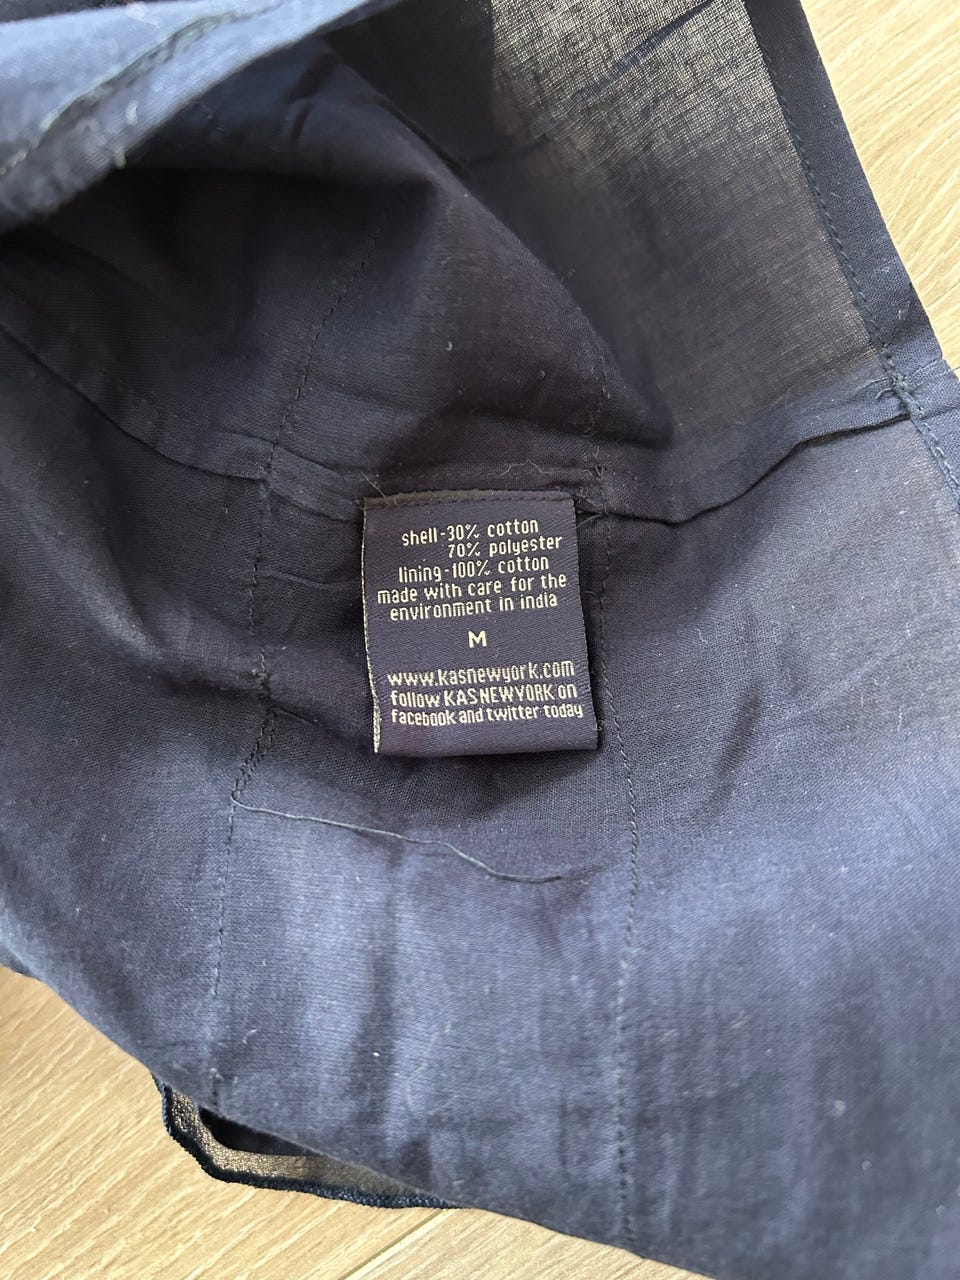 shell-30% cotton
70% polyester
lining-100% cotton
made with care for the
environment in india
M
www.kasnewyork.com
follow KASNEWYORK on
facebook and twitter today